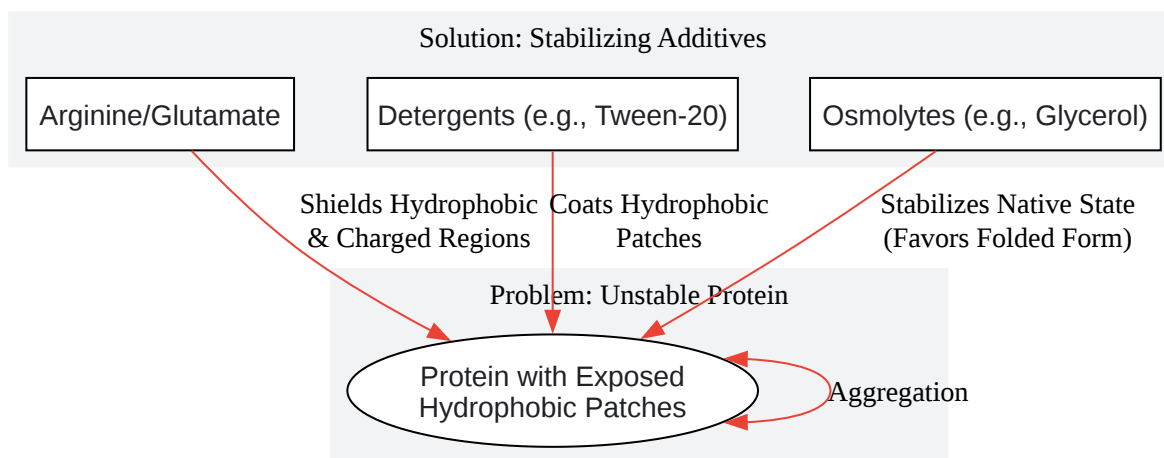 Solution: Stabilizing Additives
Arginine/Glutamate
Detergents (e.g., Tween-20)
Osmolytes (e.g., Glycerol)
Shields Hydrophobic
& Charged Regions
Coats Hydrophobic
Patches
Stabilizes Native State
(Favors Folded Form)
Problem: Unstable Protein
Protein with Exposed
Hydrophobic Patches
Aggregation